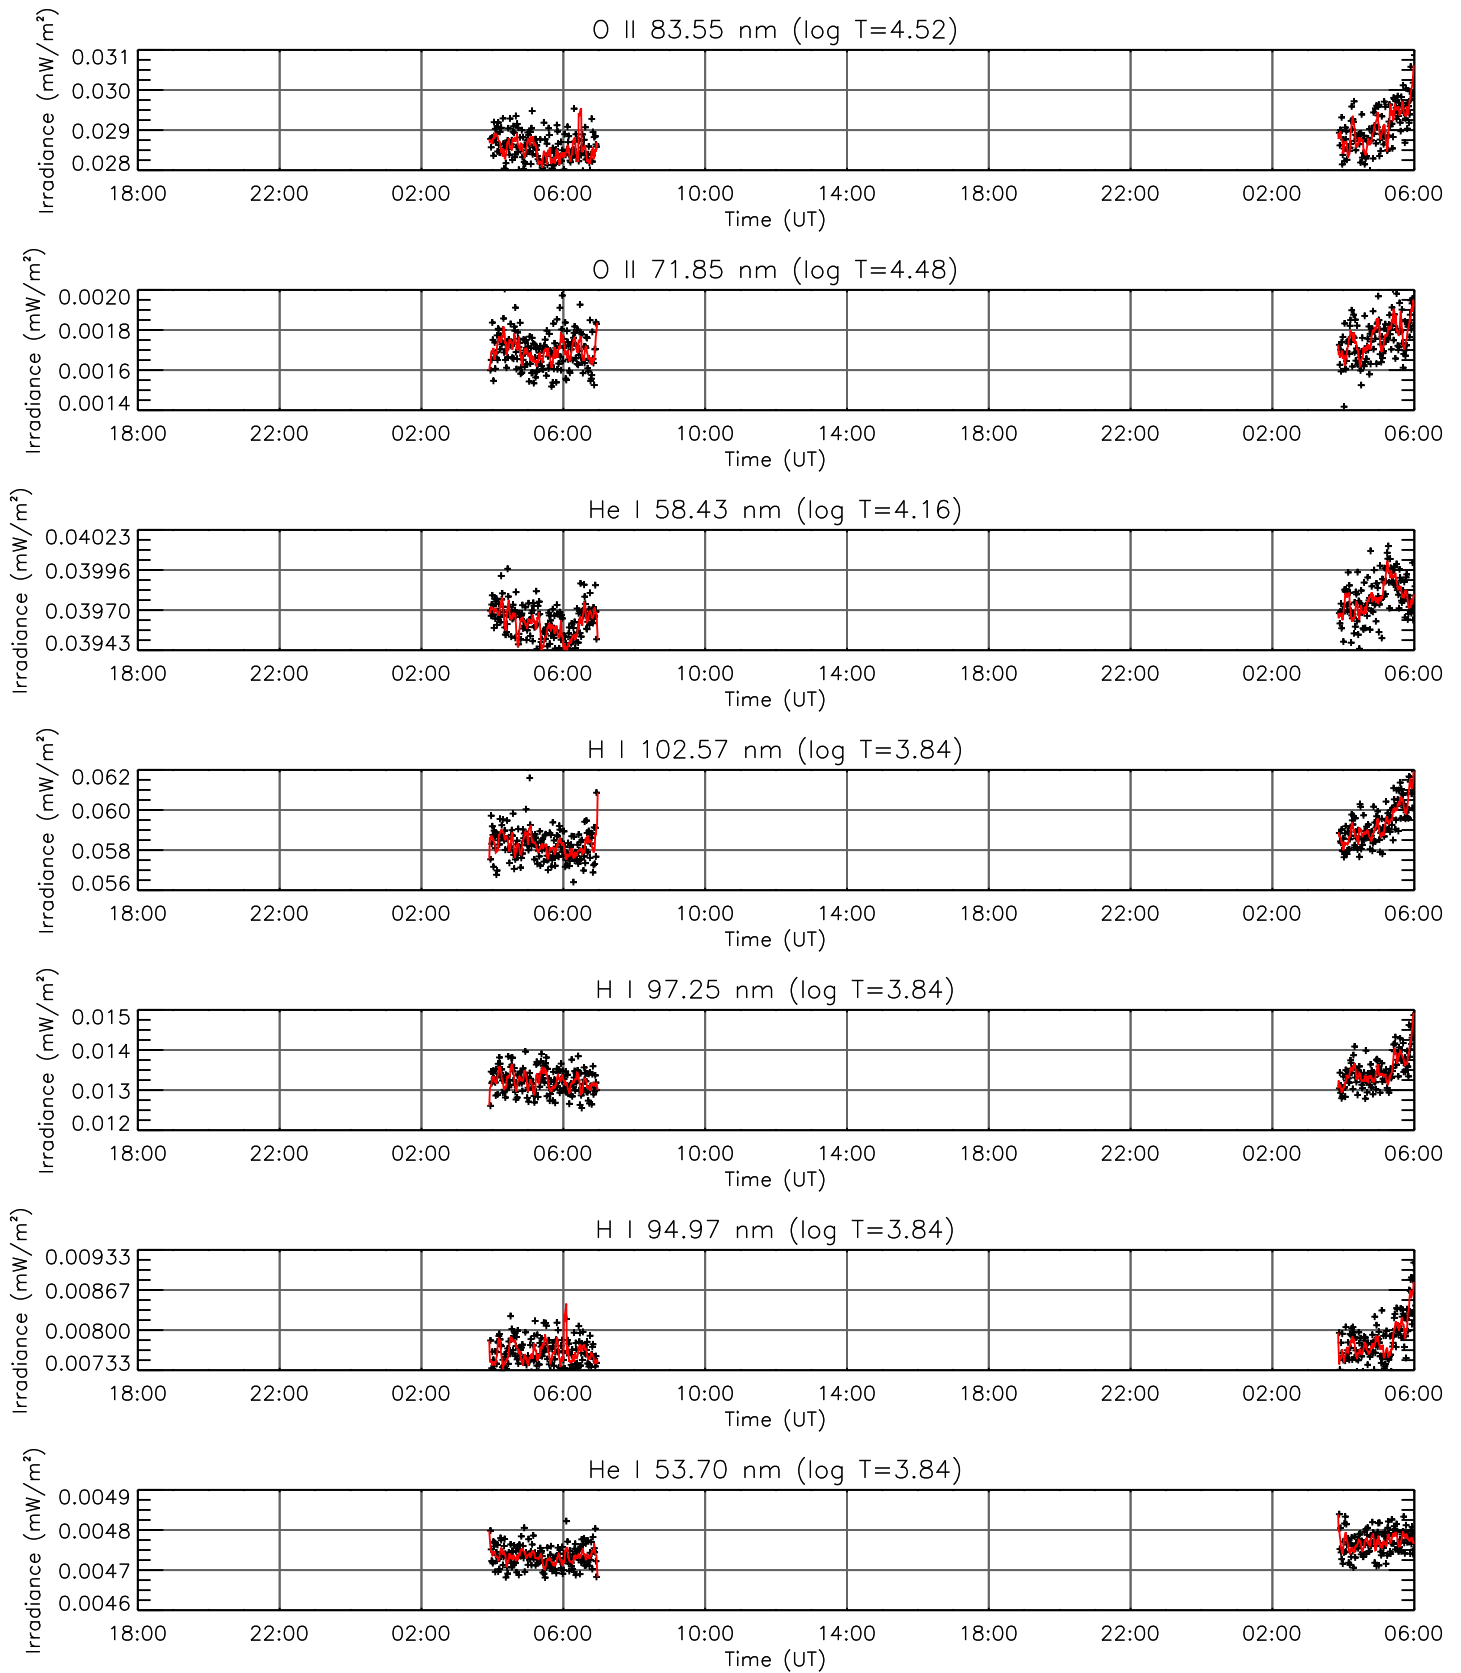 O II 83.55 nm (log T=4.52)
Irradiance (mW/m²)
0.031
0.030
0.029
0.028
18:00 22:00 02:00 06:00 10:00 14:00 18:00 22:00 02:00 06:00
Time (UT)
O II 71.85 nm (log T=4.48)
Irradiance (mW/m²)
0.0020
0.0018
0.0016
0.0014
18:00 22:00 02:00 06:00 10:00 14:00 18:00 22:00 02:00 06:00
Time (UT)
He I 58.43 nm (log T=4.16)
Irradiance (mW/m²)
0.04023
0.03996
0.03970
0.03943
18:00 22:00 02:00 06:00 10:00 14:00 18:00 22:00 02:00 06:00
Time (UT)
H I 102.57 nm (log T=3.84)
Irradiance (mW/m²)
0.062
0.060
0.058
0.056
18:00 22:00 02:00 06:00 10:00 14:00 18:00 22:00 02:00 06:00
Time (UT)
H I 97.25 nm (log T=3.84)
Irradiance (mW/m²)
0.015
0.014
0.013
0.012
18:00 22:00 02:00 06:00 10:00 14:00 18:00 22:00 02:00 06:00
Time (UT)
H I 94.97 nm (log T=3.84)
Irradiance (mW/m²)
0.00933
0.00867
0.00800
0.00733
18:00 22:00 02:00 06:00 10:00 14:00 18:00 22:00 02:00 06:00
Time (UT)
He I 53.70 nm (log T=3.84)
Irradiance (mW/m²)
0.0049
0.0048
0.0047
0.0046
18:00 22:00 02:00 06:00 10:00 14:00 18:00 22:00 02:00 06:00
Time (UT)